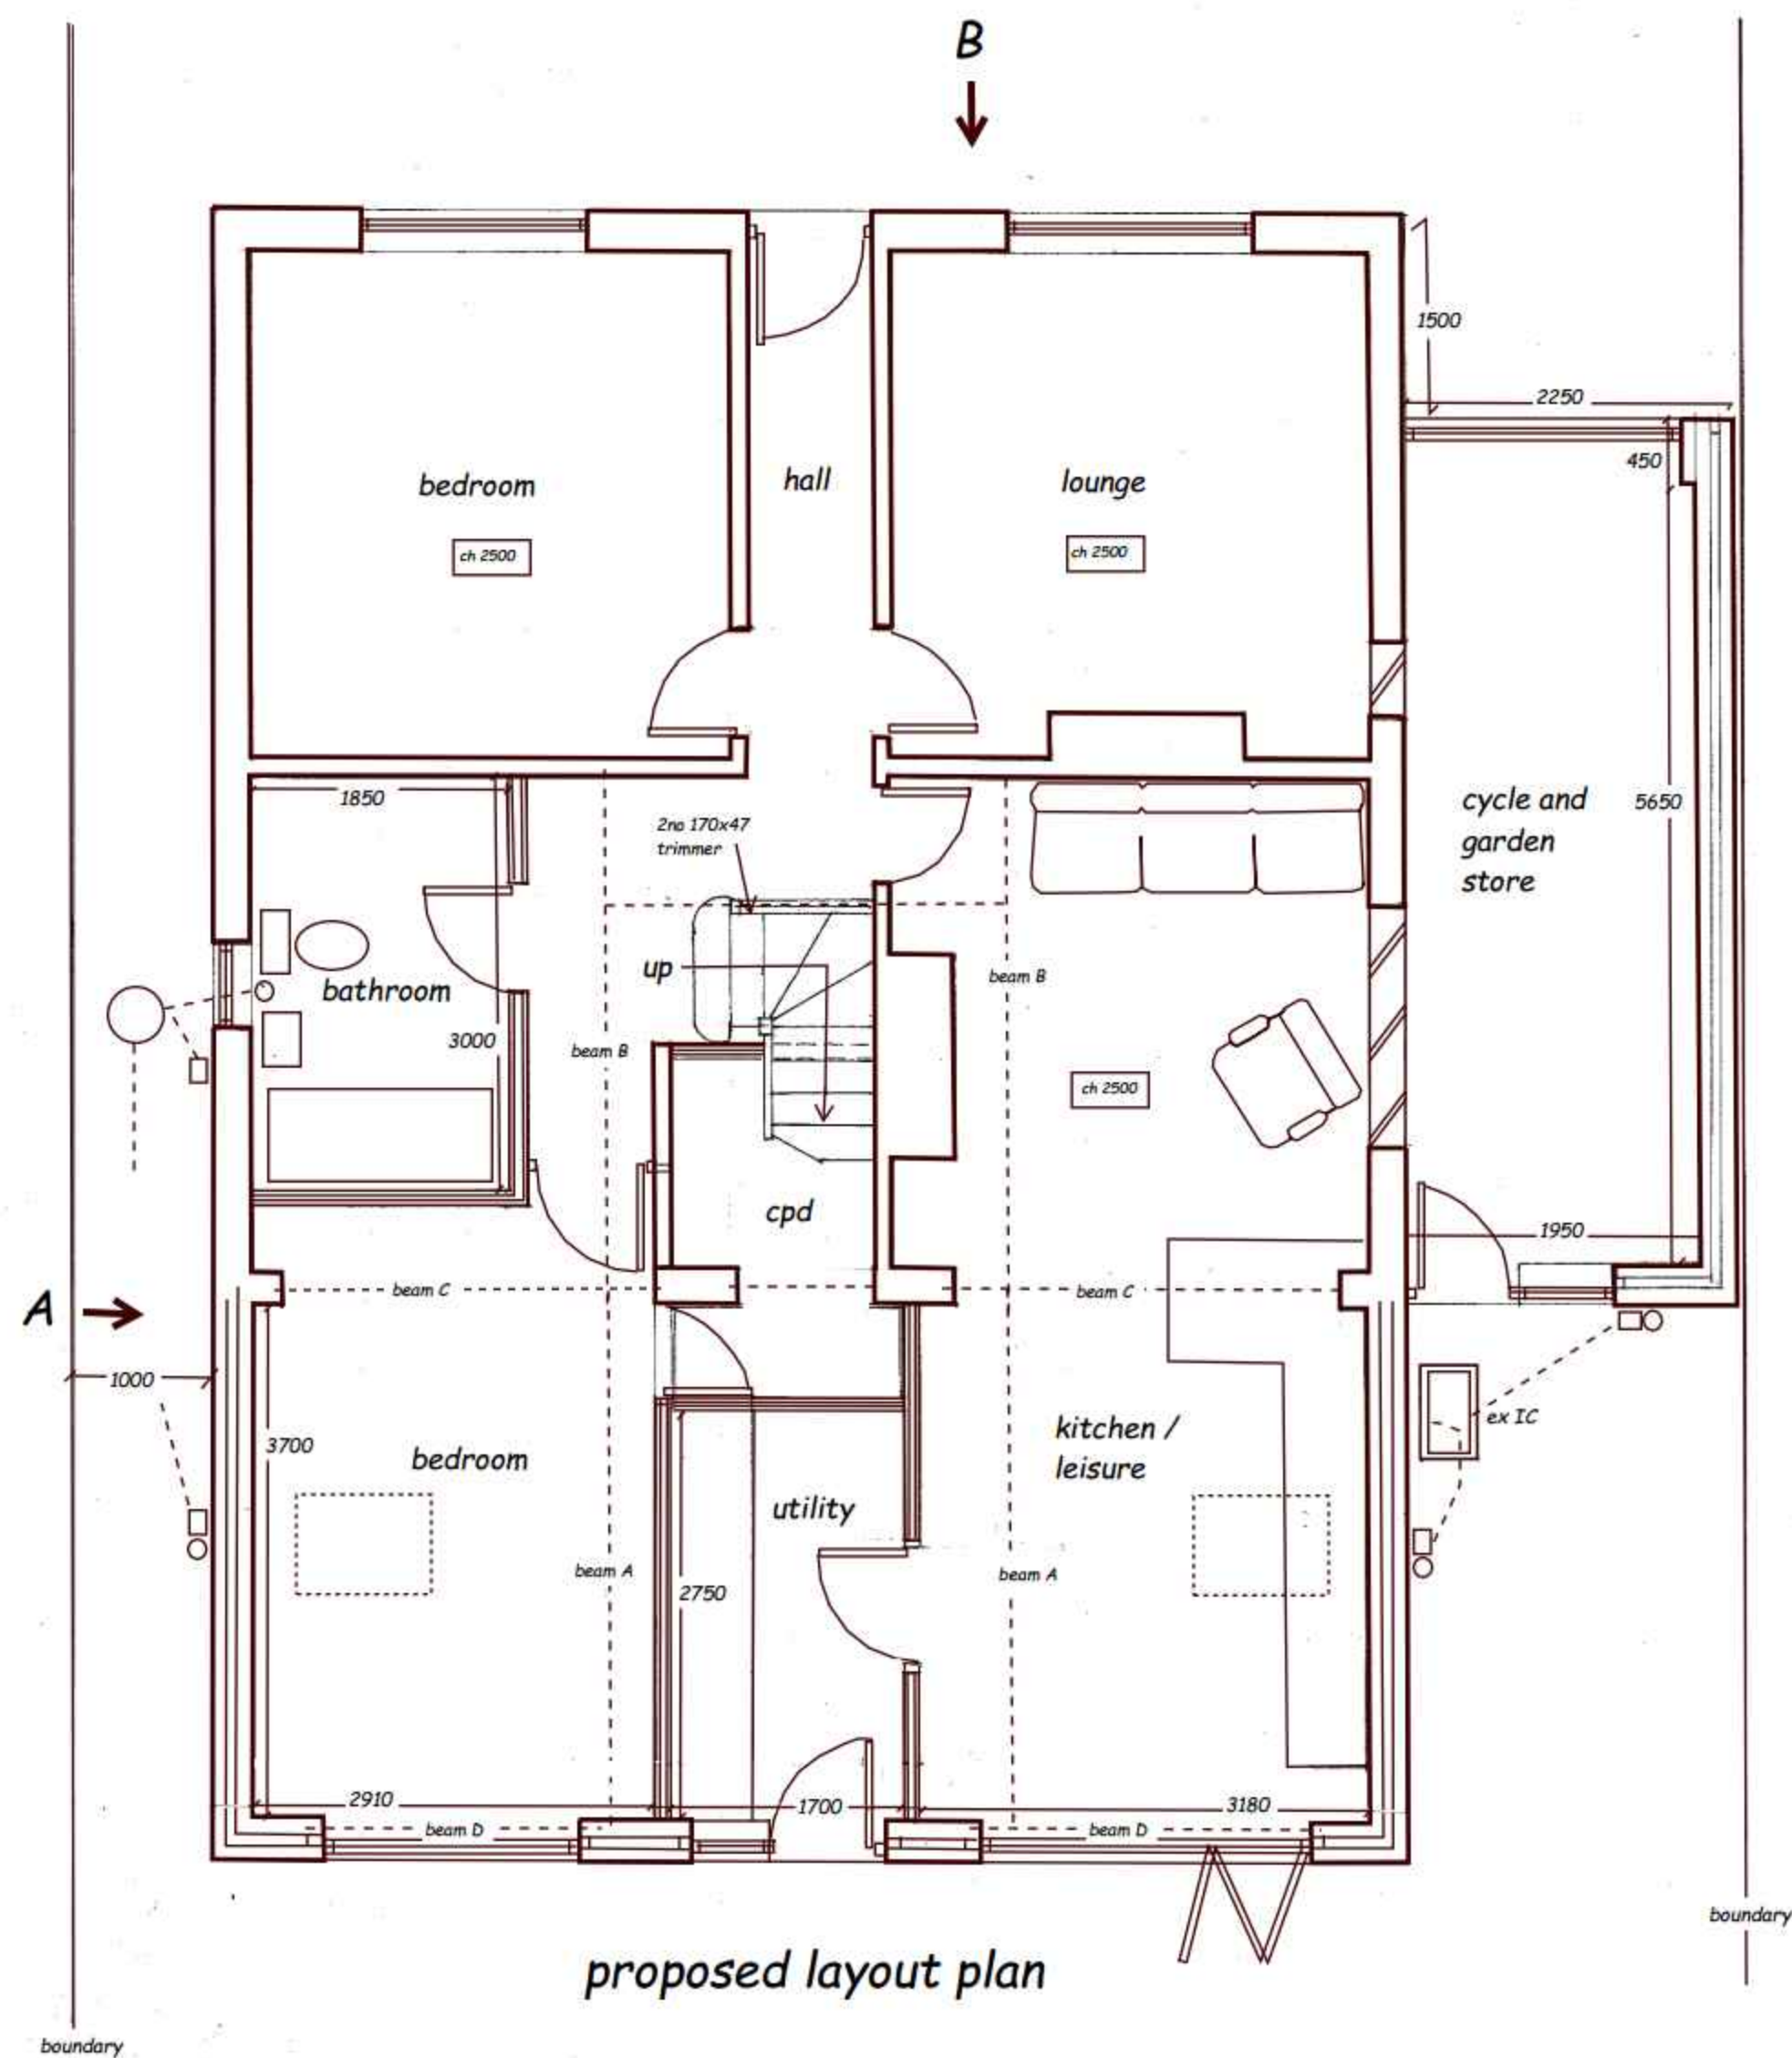 B
1500
2250
450
bedroom
hall
lounge
ch 2500
ch 2500
1850
2no 170x47
trimmer
cycle and
garden
store
5650
up
beam B
bathroom
3000
beam B
ch 2500
cpd
1950
A
beam C
beam C
1000
ex IC
3700
bedroom
kitchen /
leisure
utility
beam A
beam A
2750
2910
1700
3180
beam D
beam D
boundary
proposed layout plan
boundary